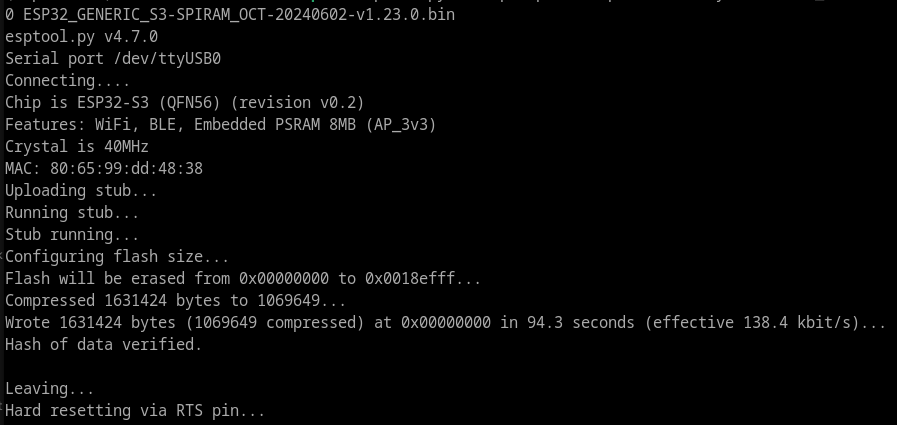 0 ESP32_GENERIC_S3-SPIRAM_OCT-20240602-v1.23.0.bin
esptool.py v4.7.0
Serial port /dev/ttyUSB0
Connecting....
Chip is ESP32-S3 (QFN56) (revision v0.2)
Features: WiFi, BLE, Embedded PSRAM 8MB (AP_3v3)
Crystal is 40MHz
MAC: 80:65:99:dd:48:38
Uploading stub...
Running stub...
Stub running...
Configuring flash size...
Flash will be erased from 0x00000000 to 0x0018efff...
Compressed 1631424 bytes to 1069649...
Wrote 1631424 bytes (1069649 compressed) at 0x00000000 in 94.3 seconds (effective 138.4 kbit/s)...
Hash of data verified.

Leaving...
Hard resetting via RTS pin...